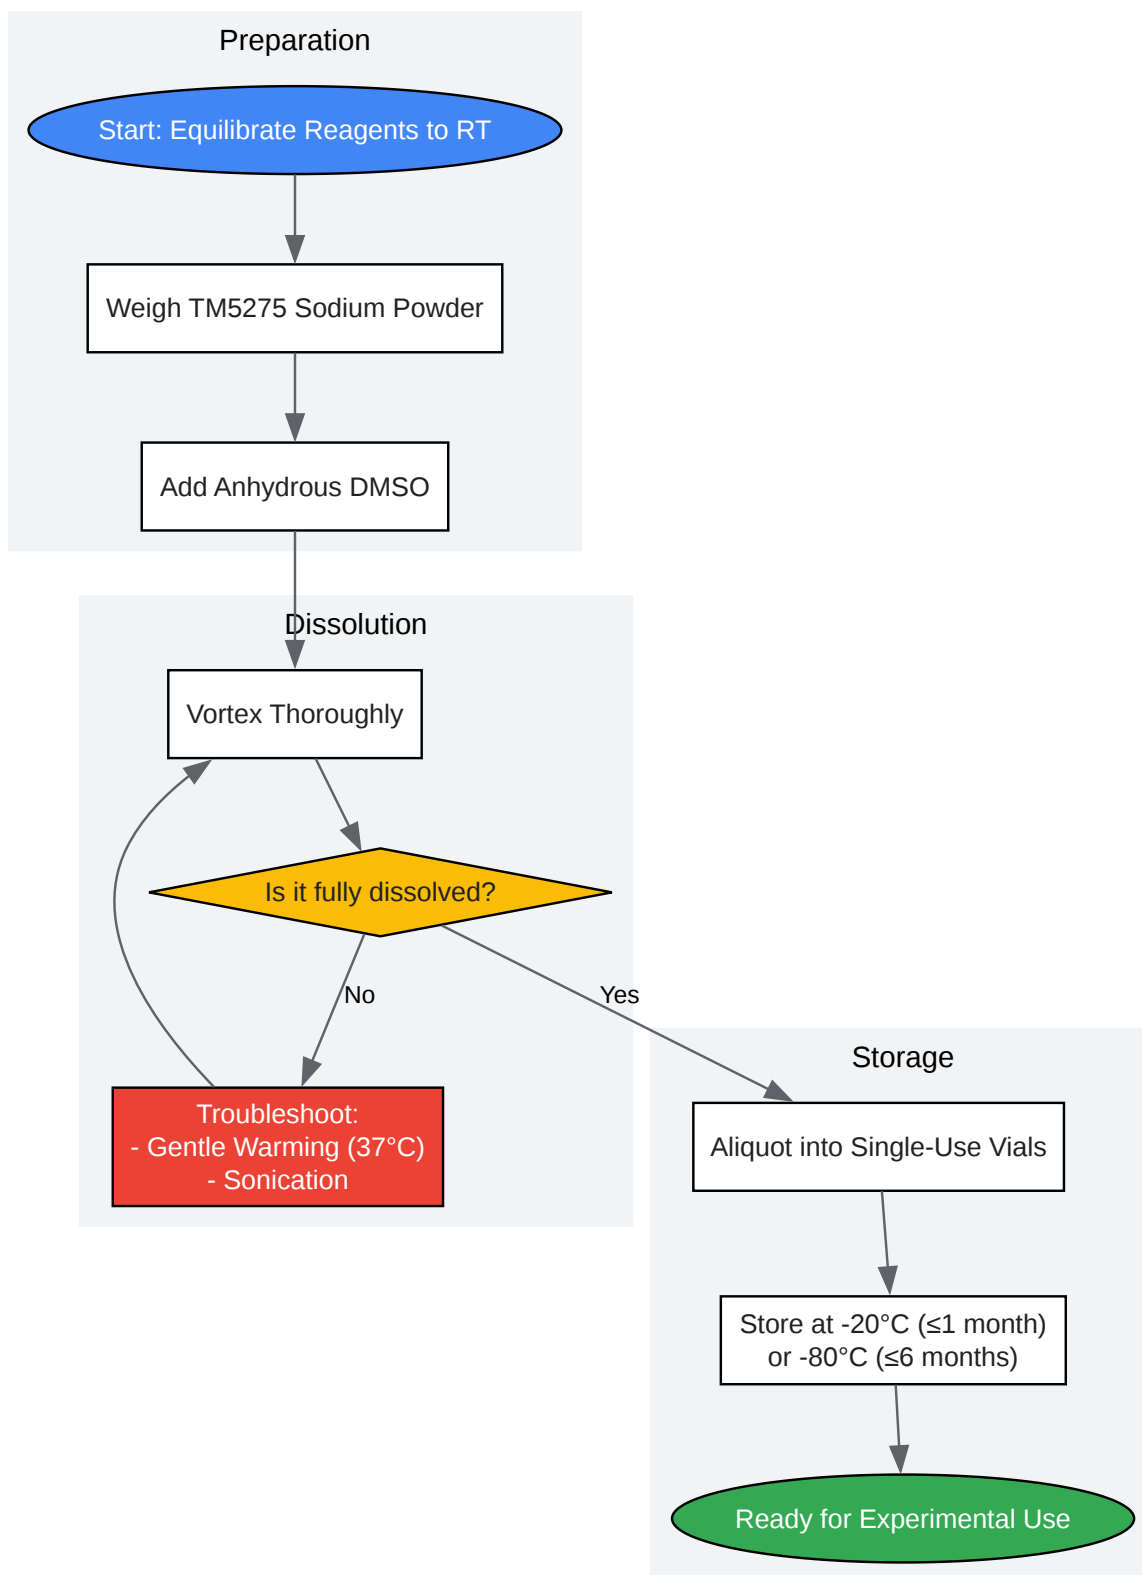 Preparation
Start: Equilibrate Reagents to RT
Weigh TM5275 Sodium Powder
Add Anhydrous DMSO
Dissolution
Vortex Thoroughly
Is it fully dissolved?
No
Yes
Troubleshoot:
- Gentle Warming (37°C)
- Sonication
Storage
Aliquot into Single-Use Vials
Store at -20°C (≤1 month)
or -80°C (≤6 months)
Ready for Experimental Use